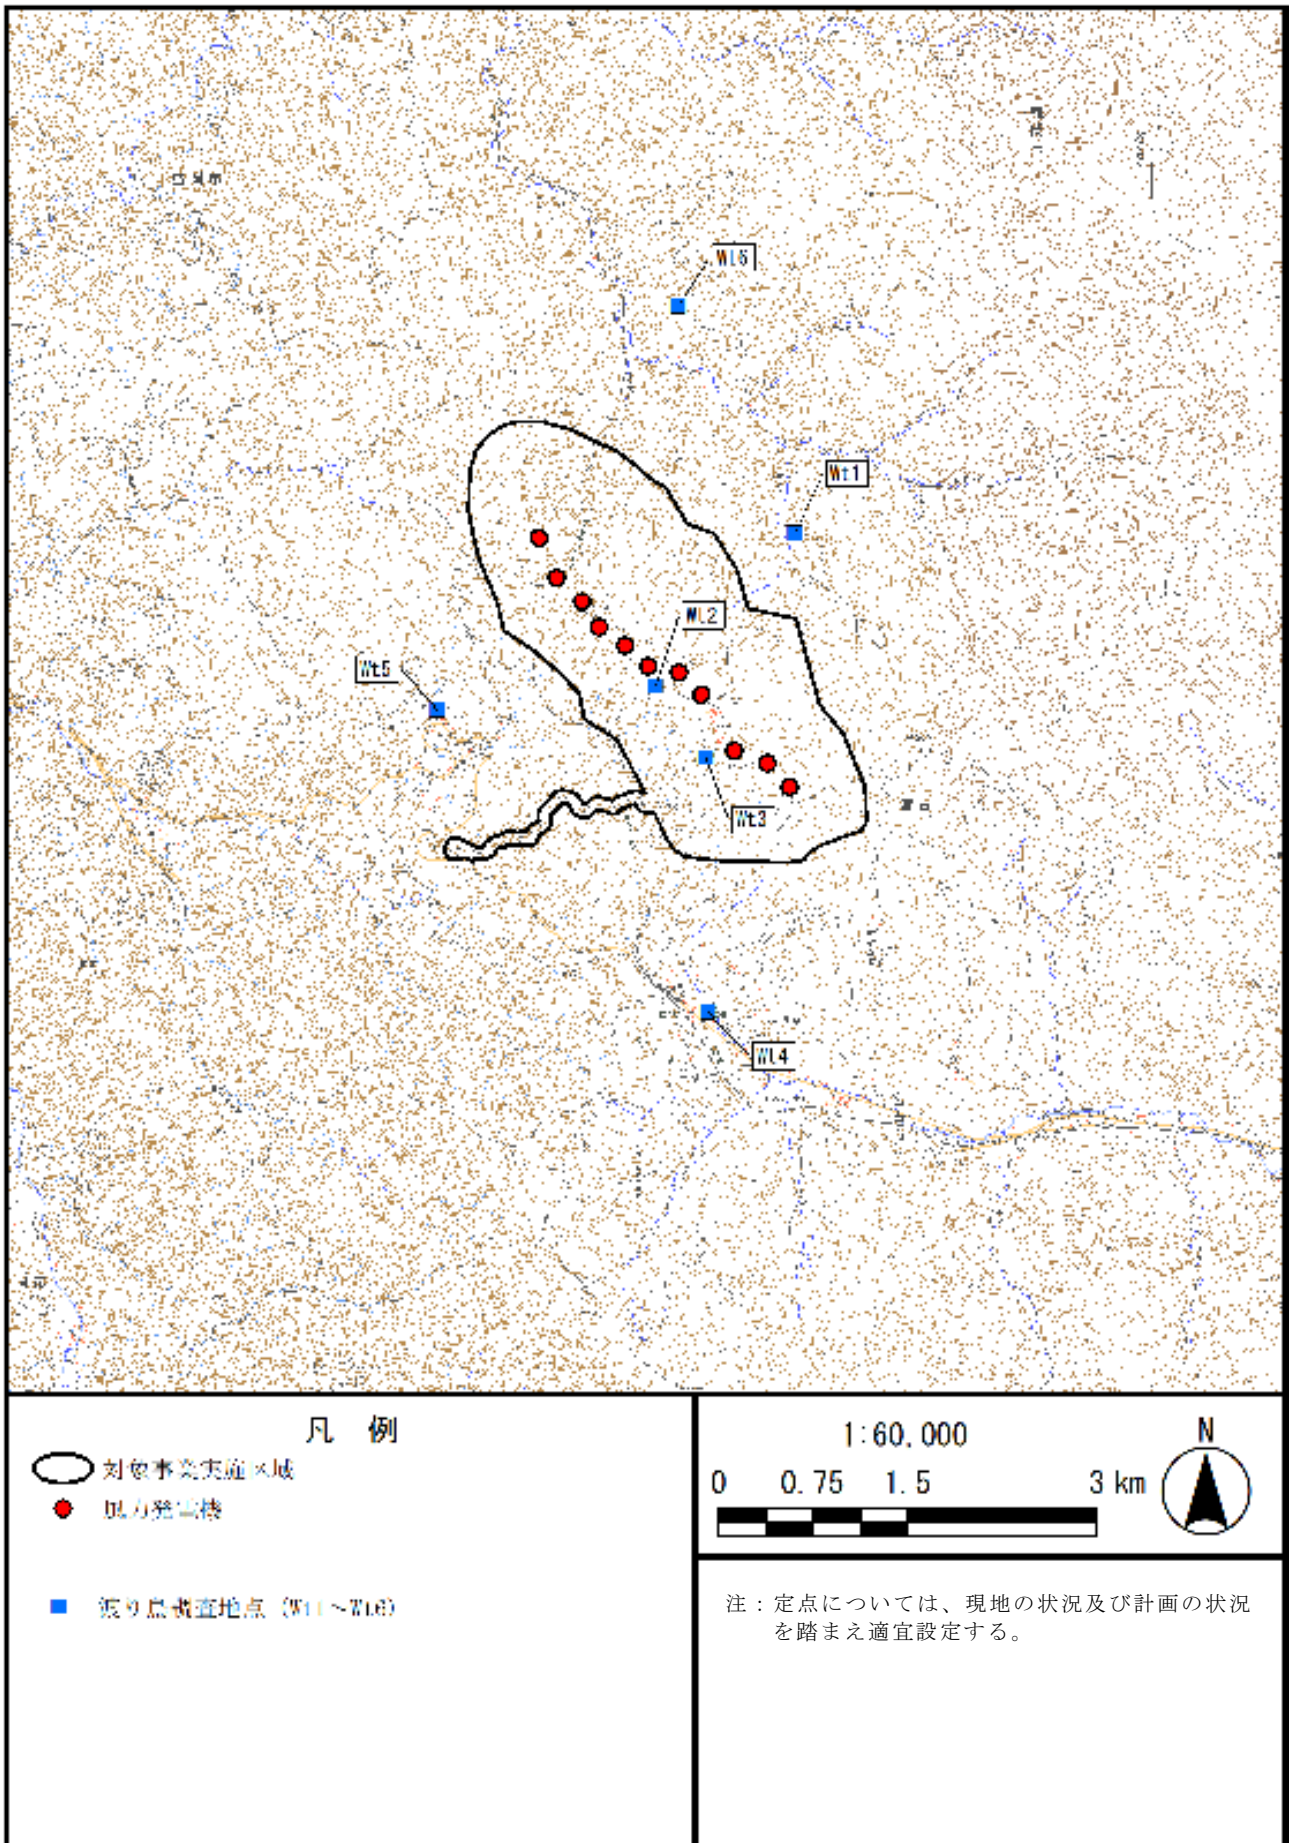 Wt6
Wt1
Wt2
Wt5
Wt3
Wt4
凡 例
対象事業実施区域
風力発電機
渡り鳥調査地点 (Wt1～Wt6)
1:60,000
N
0 0.75 1.5 3 km
注：定点については、現地の状況及び計画の状況
を踏まえ適宜設定する。